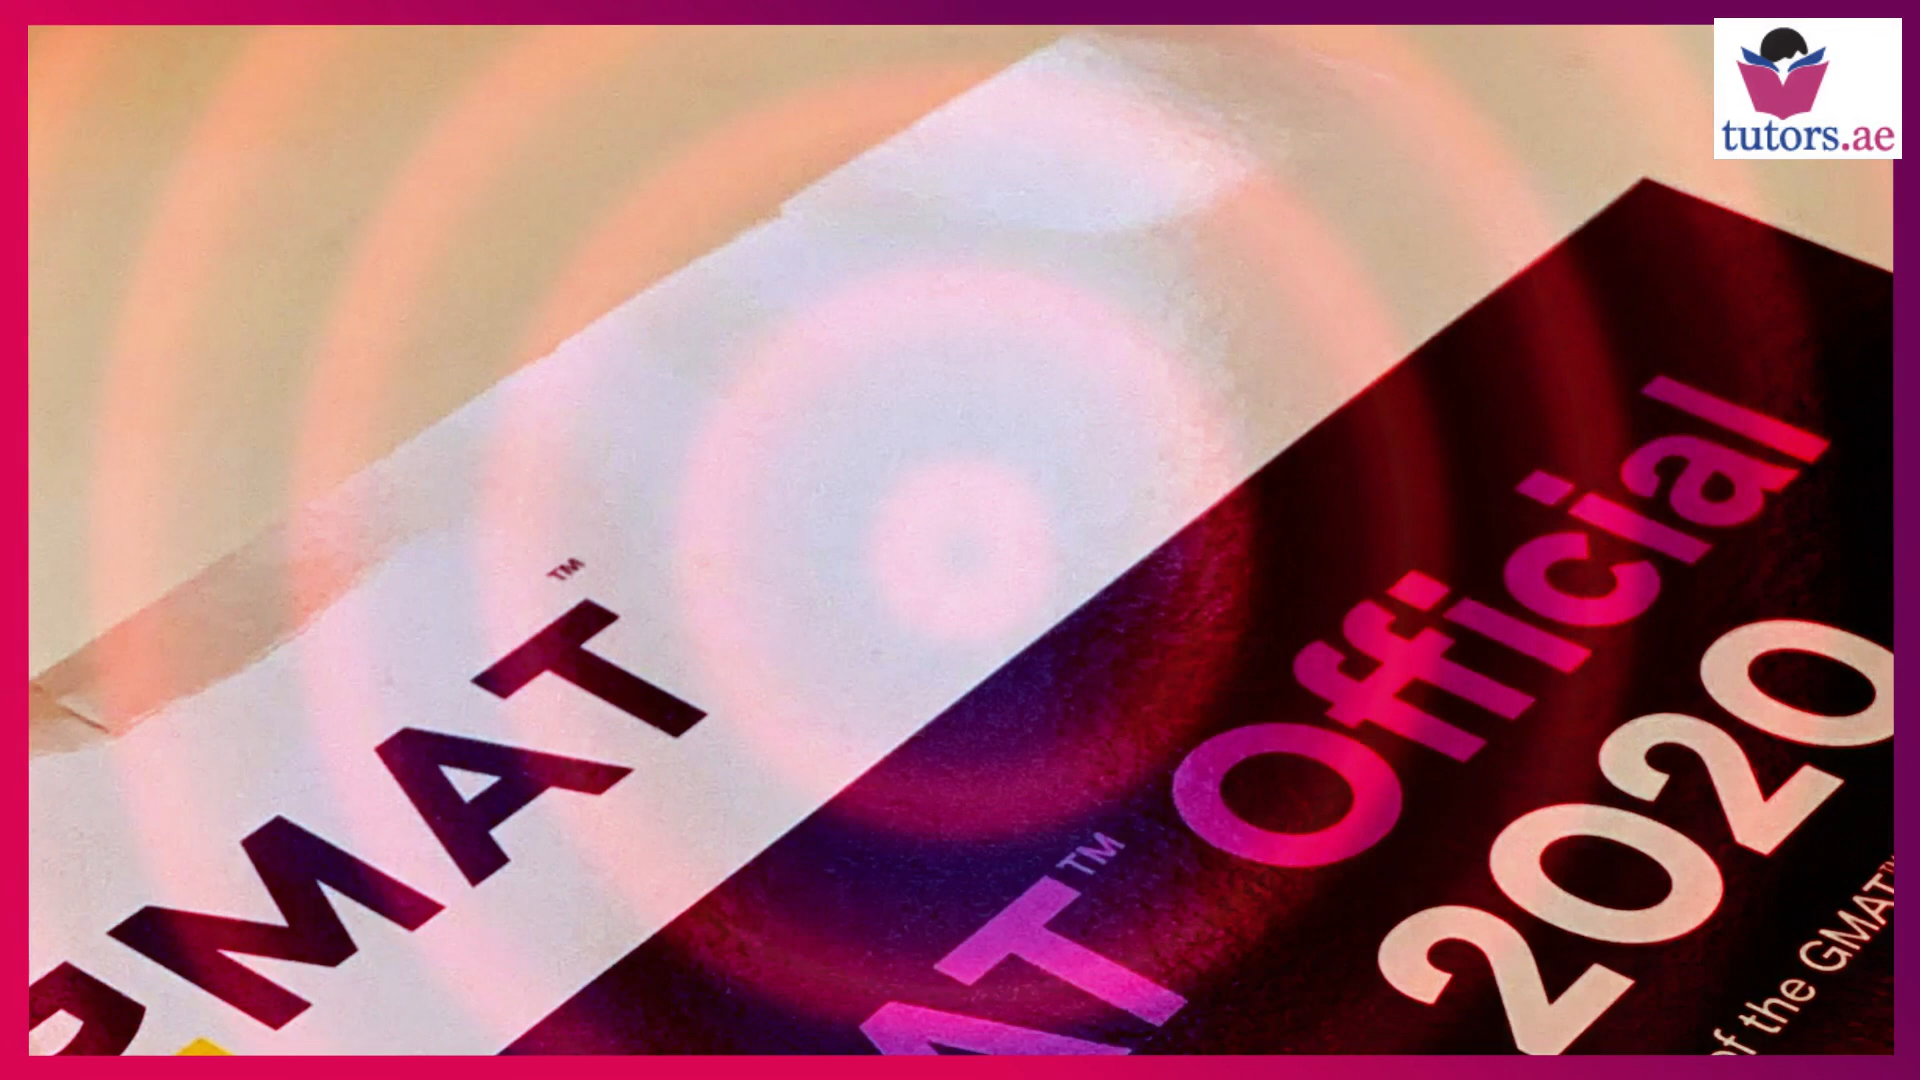 tutors.ae
GMAT™
AT™ Official
2020
of the GMAT™